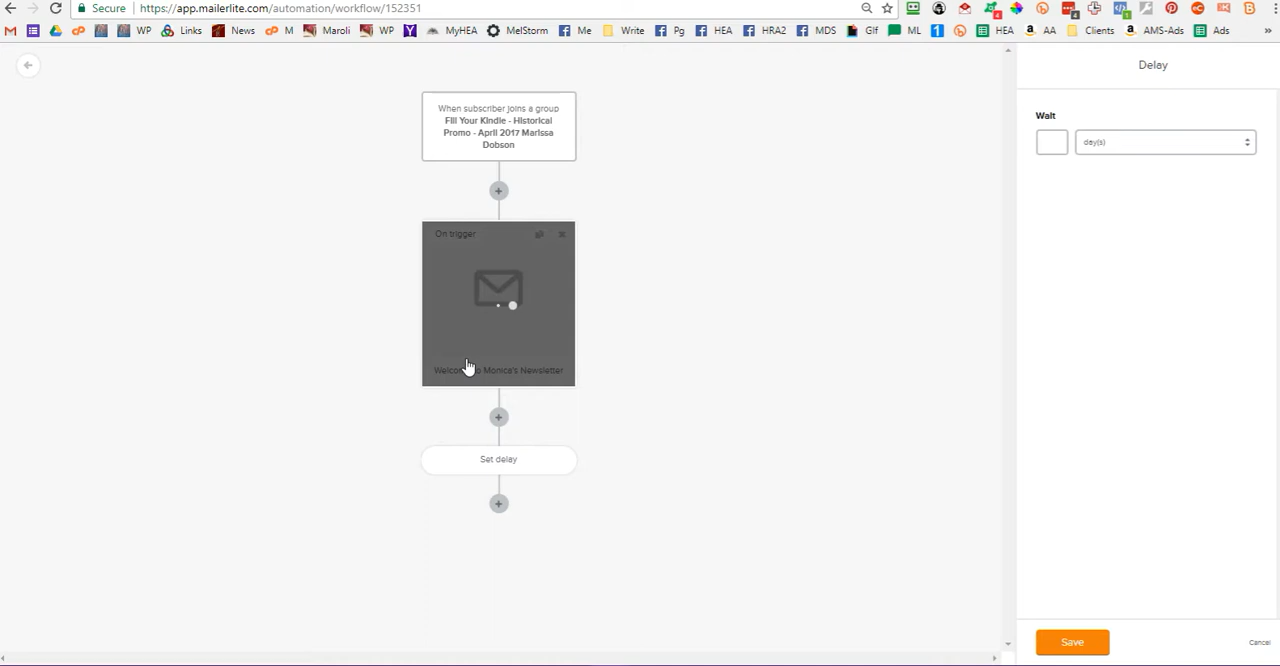 Secure https://app.mailerlite.com/automation/workflow/152351
WP Links News M Maroli WP MyHEA MelStorm Me Write Pg HEA HRA2 MDS Gif ML HEA AA Clients AMS-Ads Ads »
Delay
When subscriber joins a group
Fill Your Kindle - Historical
Promo - April 2017 Marissa
Dobson
Wait
day(s)
On trigger
Monica's Newsletter
Set delay
Save
Cancel